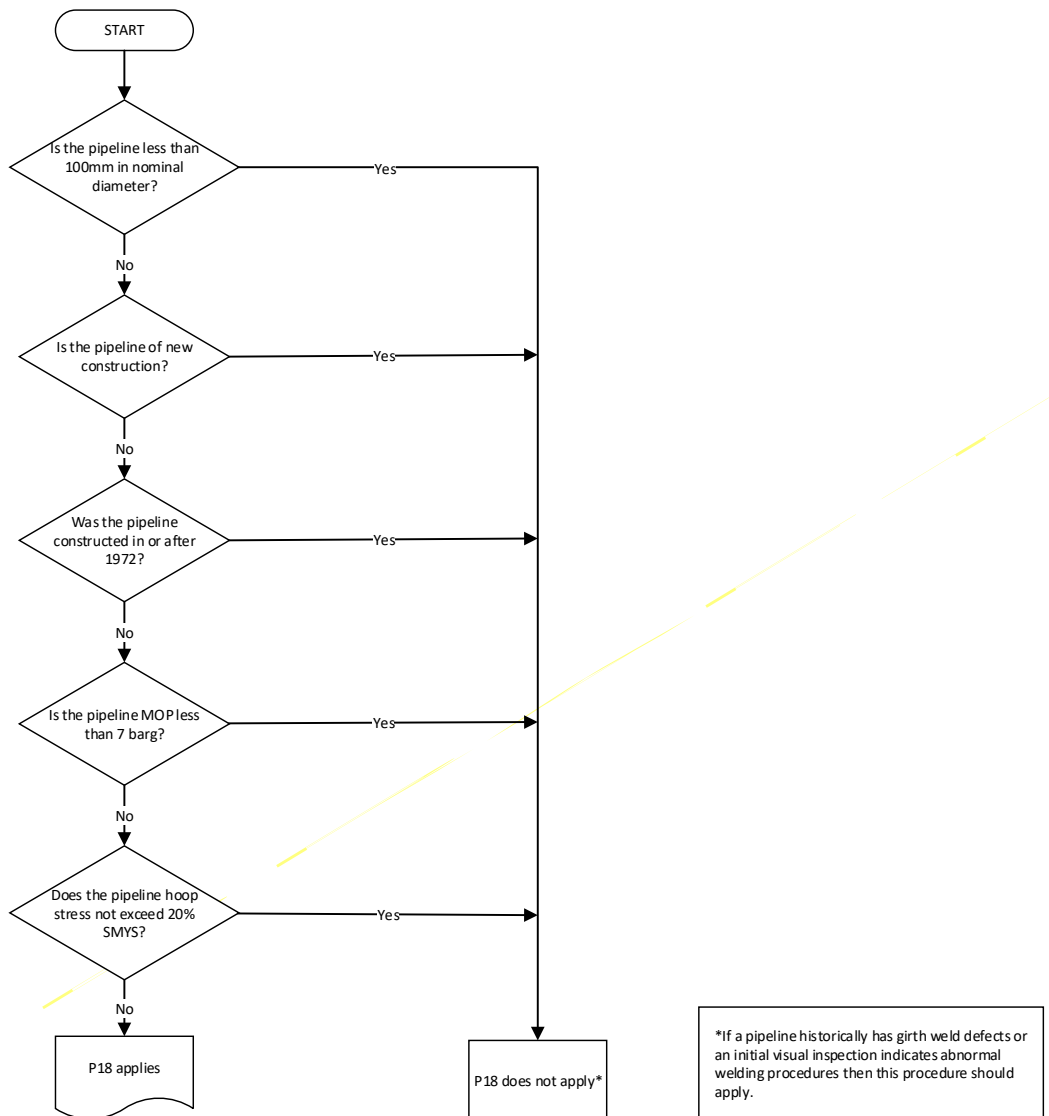 START
Is the pipeline less than
100mm in nominal
diameter?
Yes
No
Is the pipeline of new
construction?
Yes
No
Was the pipeline
constructed in or after
1972?
Yes
No
Is the pipeline MOP less
than 7 barg?
Yes
No
Does the pipeline hoop
stress not exceed 20%
SMYS?
Yes
No
P18 applies
P18 does not apply*
*If a pipeline historically has girth weld defects or
an initial visual inspection indicates abnormal
welding procedures then this procedure should
apply.